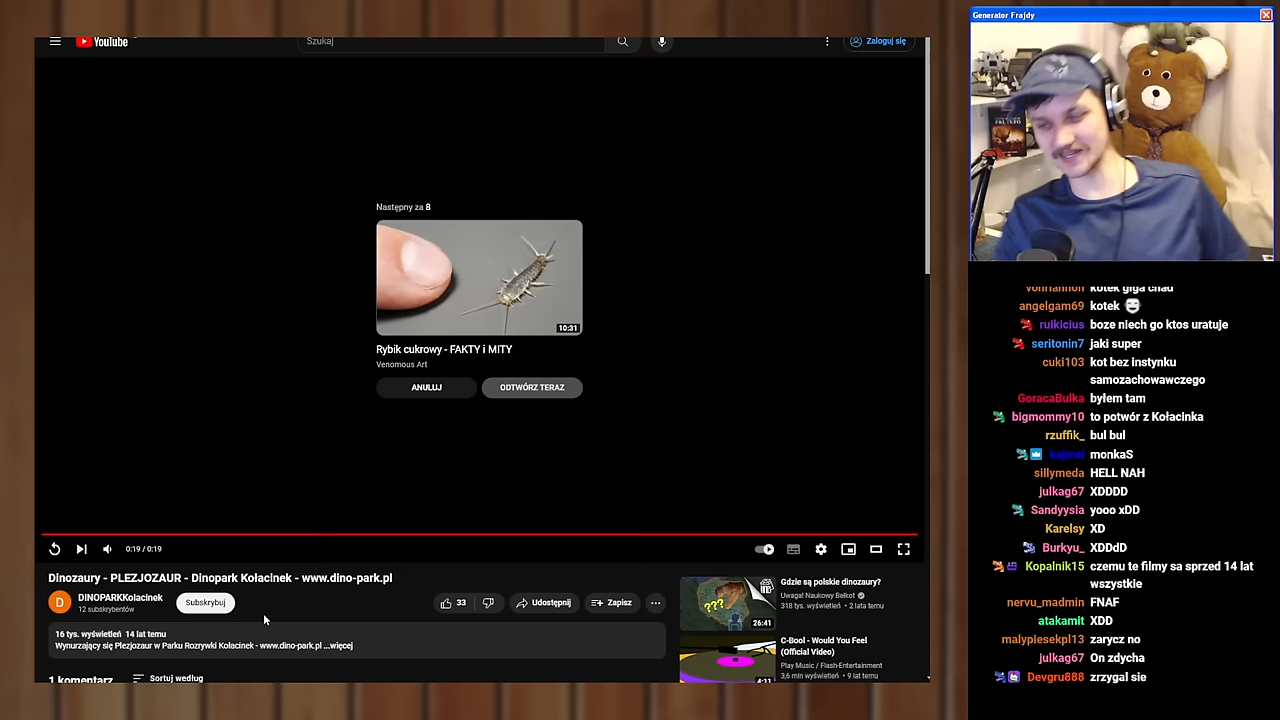 YouTube
Szukaj
Zaloguj się
Następny za 8
10:31
Rybik cukrowy - FAKTY i MITY
Venomous Art
ANULUJ
ODTWÓRZ TERAZ
0:19 / 0:19
Dinozaury - PLEZJOZAUR - Dinopark Kołacinek - www.dino-park.pl
D
DINOPARKKolacinek
12 subskrybentów
Subskrybuj
33
Udostępnij
Zapisz
16 tys. wyświetleń 14 lat temu
Wynurzający się Plezjozaur w Parku Rozrywki Kołacinek - www.dino-park.pl ...więcej
1 komentarz
Sortuj według
???
26:41
Gdzie są polskie dinozaury?
Uwaga! Naukowy Bełkot
318 tys. wyświetleń • 2 lata temu
4:11
C-Bool - Would You Feel
(Official Video)
Play Music / Flash-Entertainment
3,6 mln wyświetleń • 9 lat temu
Generator Frajdy
vonrhannon kotek giga chad
angelgam69 kotek
ruikicius boze niech go ktos uratuje
seritonin7 jaki super
cuki103 kot bez instynku
samozachowawczego
GoracaBulka byłem tam
bigmommy10 to potwór z Kołacinka
rzuffik_ bul bul
monkaS
sillymeda HELL NAH
julkag67 XDDDD
Sandyysia yooo xDD
Karelsy XD
Burkyu_ XDDdD
Kopalnik15 czemu te filmy sa sprzed 14 lat
wszystkie
nervu_madmin FNAF
atakamit XDD
malypiesekpl13 zarycz no
julkag67 On zdycha
Devgru888 zrzygal sie